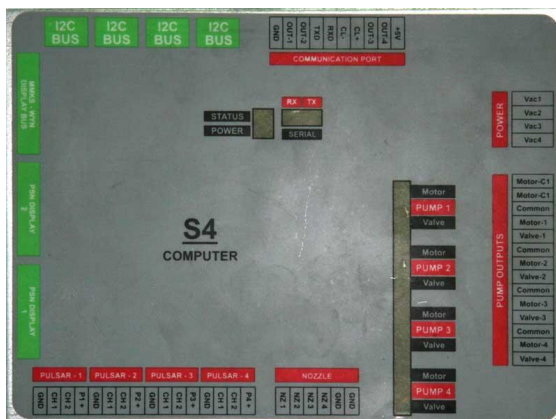 I2C BUS
I2C BUS
I2C BUS
I2C BUS
GND
OUT-1
OUT-2
TXD
RXD
CL-
CL+
OUT-3
OUT-4
+5V
COMMUNICATION PORT
MMKS - WYN DISPLAY BUS
PSN DISPLAY 2
PSN DISPLAY 1
STATUS
POWER
RX TX
SERIAL
POWER
Vac1
Vac2
Vac3
Vac4
S4
COMPUTER
Motor
PUMP 1
Valve
Motor
PUMP 2
Valve
Motor
PUMP 3
Valve
Motor
PUMP 4
Valve
PUMP OUTPUTS
Motor-C1
Motor-C1
Common
Motor-1
Valve-1
Common
Motor-2
Valve-2
Common
Motor-3
Valve-3
Common
Motor-4
Valve-4
PULSAR - 1
PULSAR - 2
PULSAR - 3
PULSAR - 4
NOZZLE
GND
CH 1
CH 2
P1+
GND
CH 1
CH 2
P2+
GND
CH 1
CH 2
P3+
GND
CH 1
CH 2
P4+
NZ 1
NZ 2
NZ 3
NZ 4
GND
GND